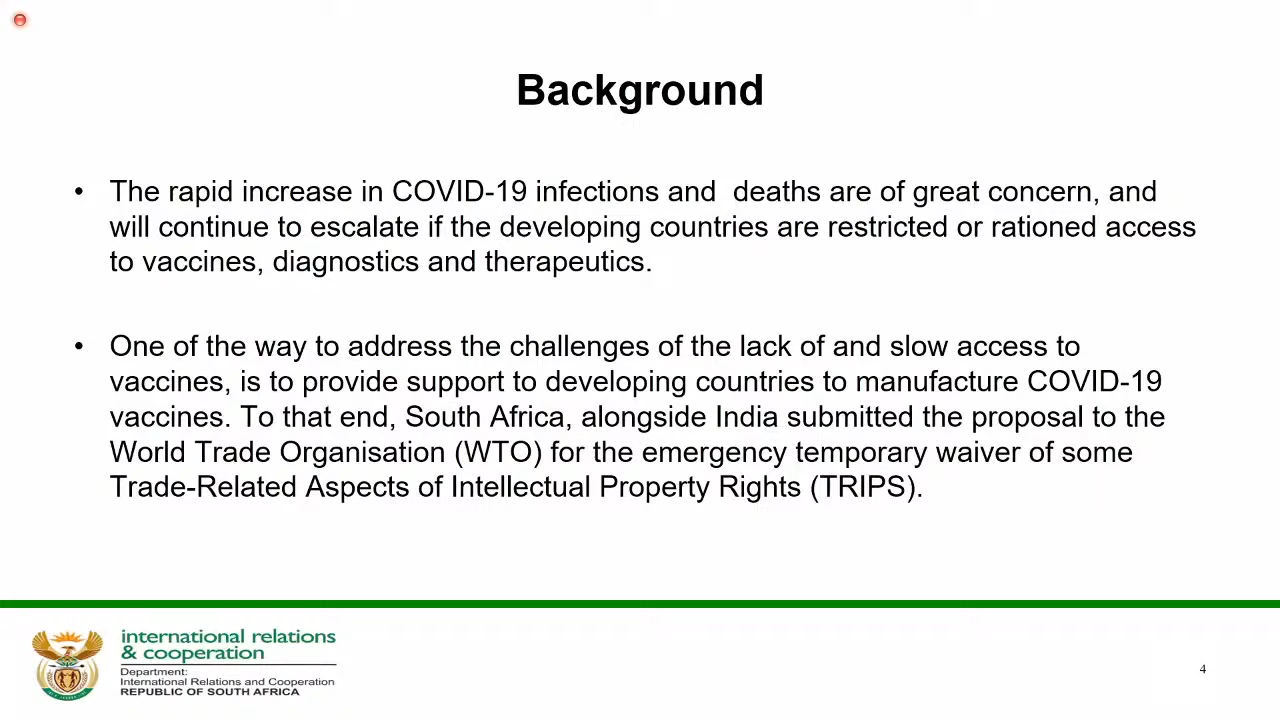 Background
• The rapid increase in COVID-19 infections and  deaths are of great concern, and
will continue to escalate if the developing countries are restricted or rationed access
to vaccines, diagnostics and therapeutics.
• One of the way to address the challenges of the lack of and slow access to
vaccines, is to provide support to developing countries to manufacture COVID-19
vaccines. To that end, South Africa, alongside India submitted the proposal to the
World Trade Organisation (WTO) for the emergency temporary waiver of some
Trade-Related Aspects of Intellectual Property Rights (TRIPS).
international relations
& cooperation
Department:
International Relations and Cooperation
REPUBLIC OF SOUTH AFRICA
4